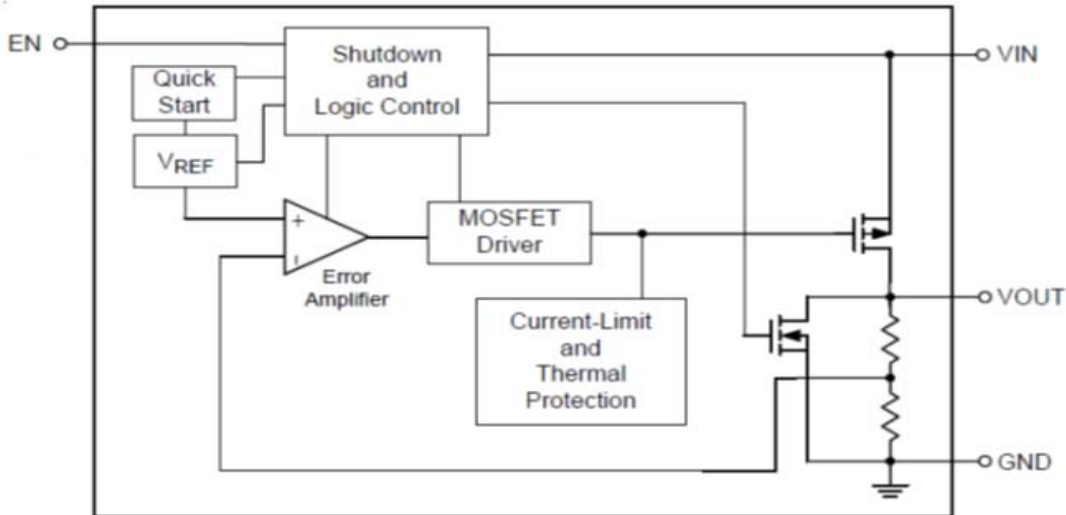 EN
Shutdown
and
Logic Control
VIN
Quick
Start
VREF
+
MOSFET
Driver
Error
Amplifier
VOUT
Current-Limit
and
Thermal
Protection
GND